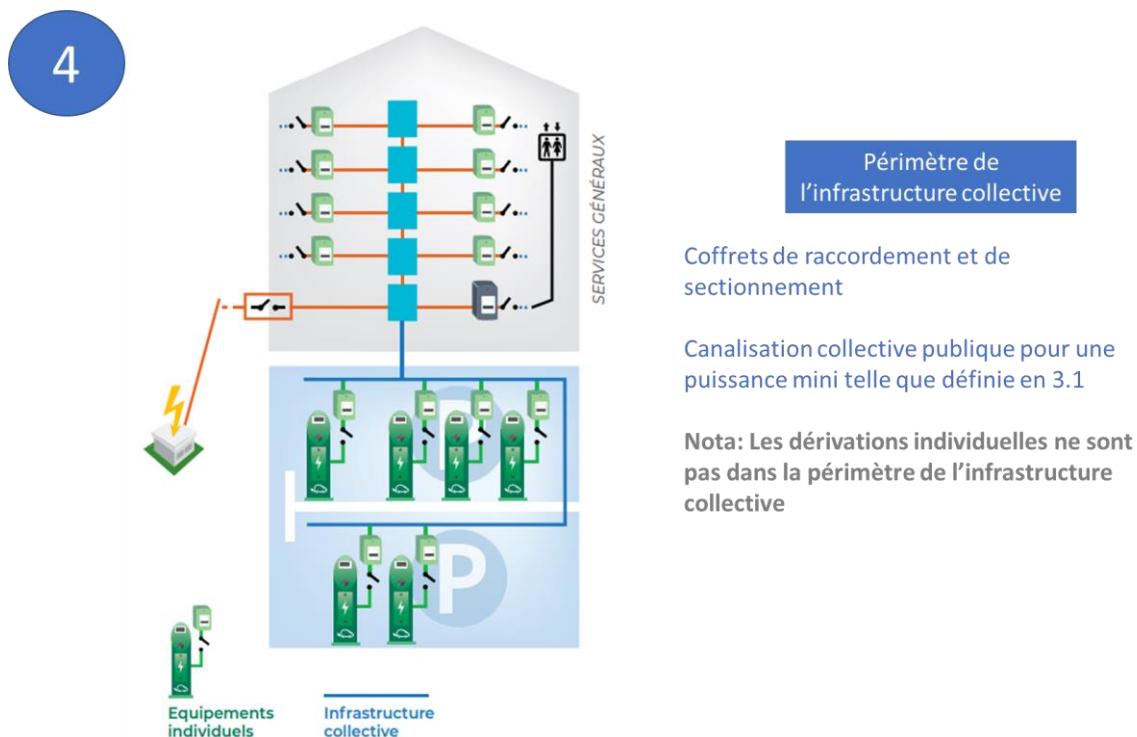 4
SERVICES GÉNÉRAUX
Périmètre de
l'infrastructure collective
Coffrets de raccordement et de
sectionnement
Canalisation collective publique pour une
puissance mini telle que définie en 3.1
Nota: Les dérivations individuelles ne sont
pas dans la périmètre de l'infrastructure
collective
P
P
Equipements
individuels
Infrastructure
collective